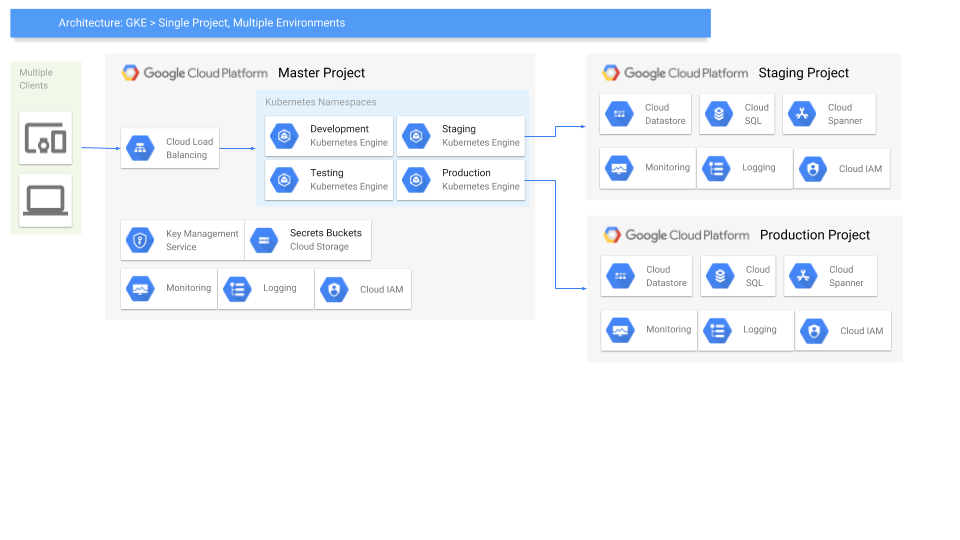 Architecture: GKE > Single Project, Multiple Environments
Multiple
Clients
Google Cloud Platform Master Project
Kubernetes Namespaces
Cloud Load
Balancing
Development
Kubernetes Engine
Staging
Kubernetes Engine
Testing
Kubernetes Engine
Production
Kubernetes Engine
Key Management
Service
Secrets Buckets
Cloud Storage
Monitoring
Logging
Cloud IAM
Google Cloud Platform Staging Project
Cloud
Datastore
Cloud
SQL
Cloud
Spanner
Monitoring
Logging
Cloud IAM
Google Cloud Platform Production Project
Cloud
Datastore
Cloud
SQL
Cloud
Spanner
Monitoring
Logging
Cloud IAM